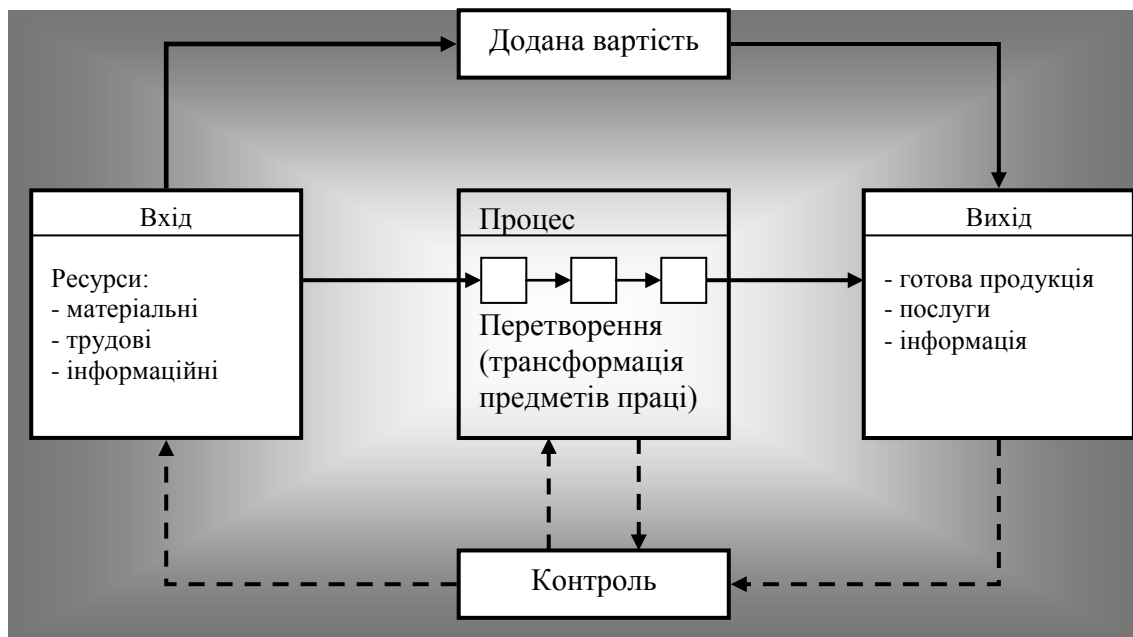 Додана вартість
Вхід
Ресурси:
- матеріальні
- трудові
- інформаційні
Процес
Перетворення
(трансформація
предметів праці)
Вихід
- готова продукція
- послуги
- інформація
Контроль